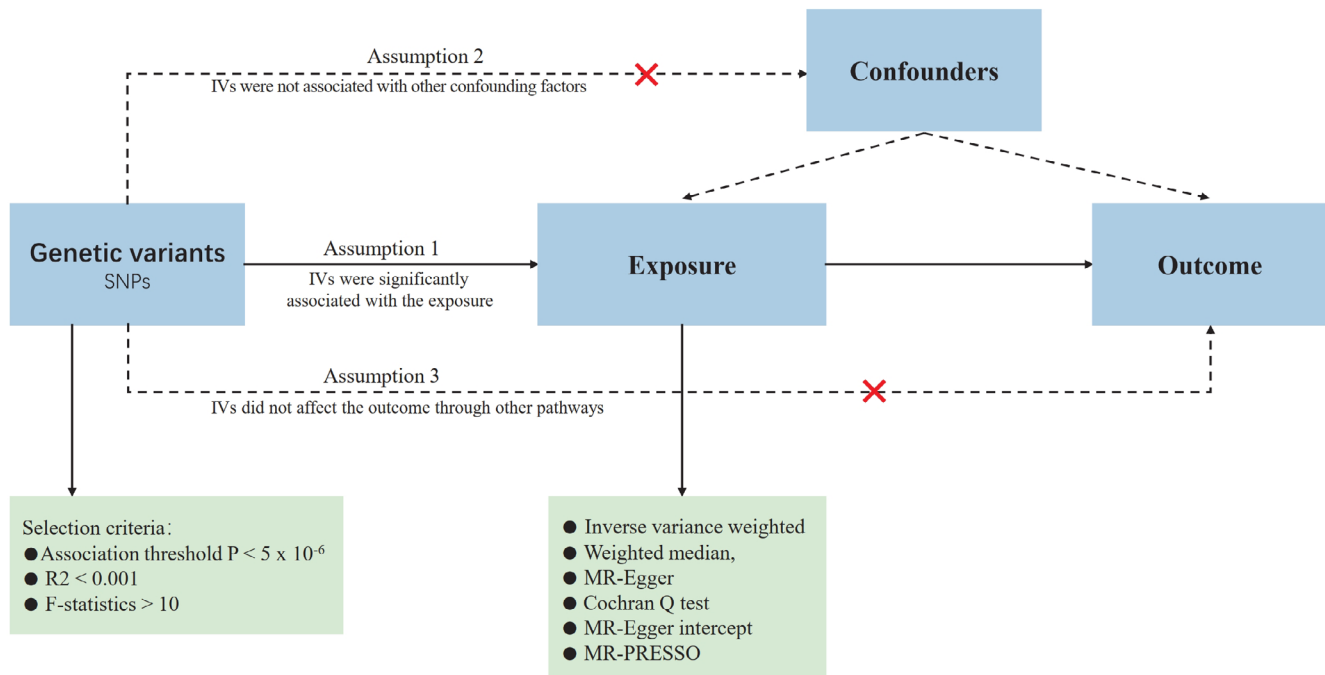 Assumption 2
IVs were not associated with other confounding factors
Confounders
Genetic variants
SNPs
Assumption 1
IVs were significantly
associated with the exposure
Exposure
Outcome
Assumption 3
IVs did not affect the outcome through other pathways
Selection criteria:
● Association threshold P < 5 x 10⁻⁶
● R2 < 0.001
● F-statistics > 10
● Inverse variance weighted
● Weighted median,
● MR-Egger
● Cochran Q test
● MR-Egger intercept
● MR-PRESSO